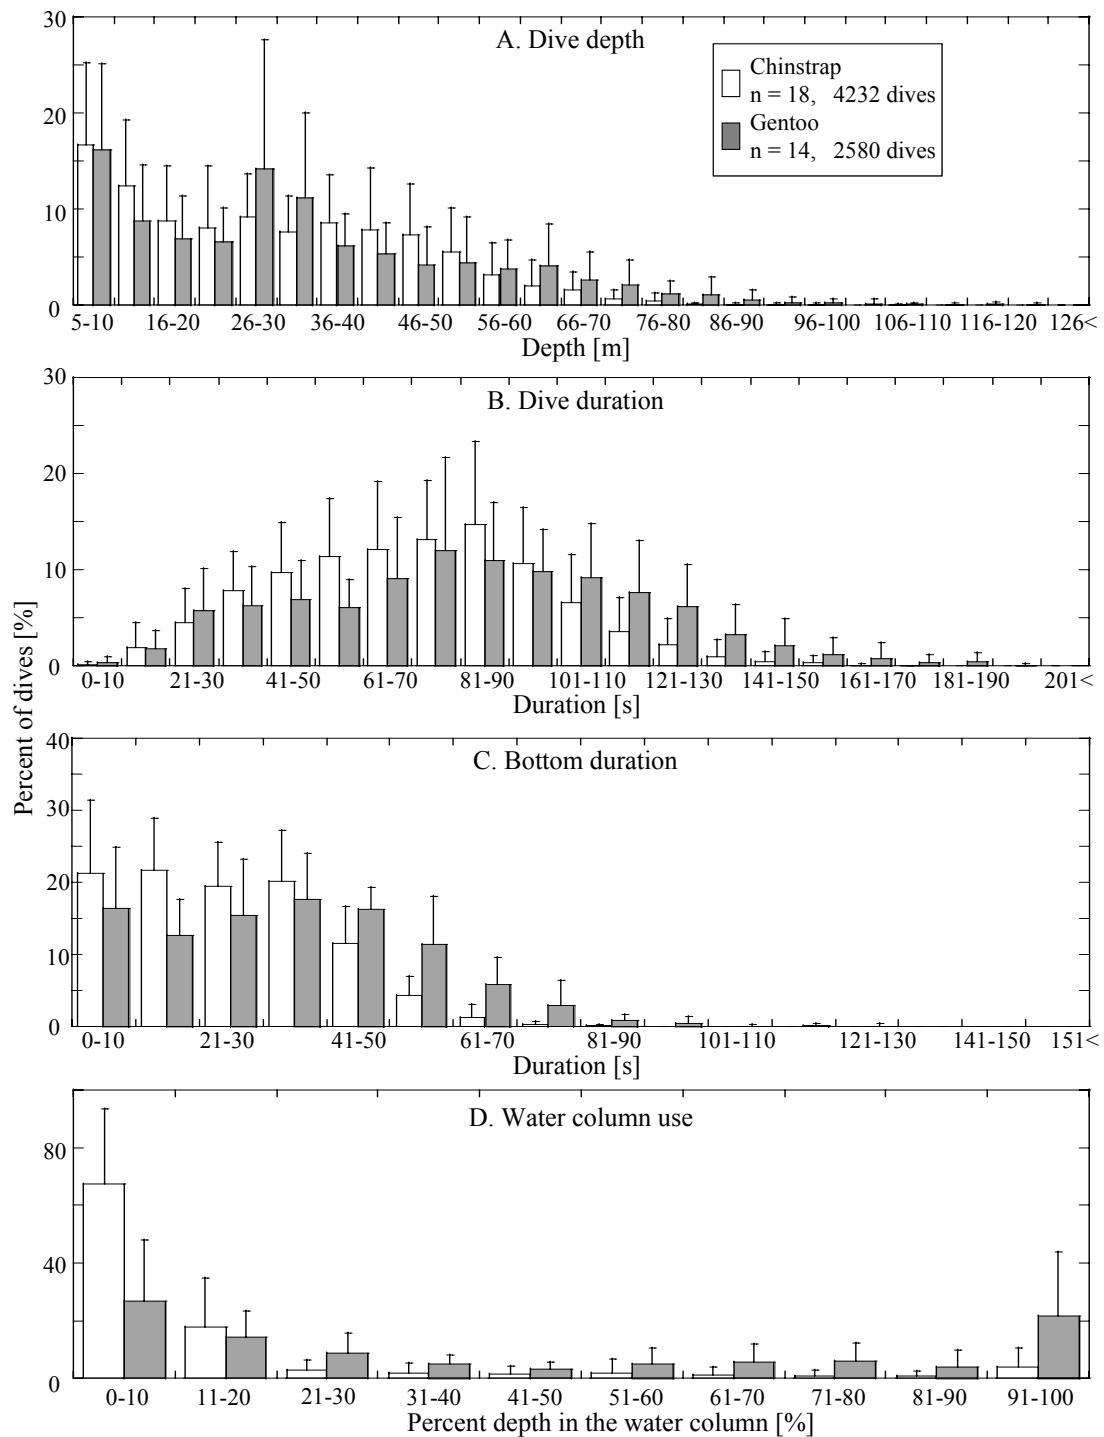 30
A. Dive depth
Chinstrap
n = 18, 4232 dives
Gentoo
n = 14, 2580 dives
20
10
0
5-10 16-20 26-30 36-40 46-50 56-60 66-70 76-80 86-90 96-100 106-110 116-120 126<
Depth [m]
30
B. Dive duration
20
10
0
0-10 21-30 41-50 61-70 81-90 101-110 121-130 141-150 161-170 181-190 201<
Duration [s]
Percent of dives [%]
40
C. Bottom duration
30
20
10
0
0-10 21-30 41-50 61-70 81-90 101-110 121-130 141-150 151<
Duration [s]
D. Water column use
80
40
0
0-10 11-20 21-30 31-40 41-50 51-60 61-70 71-80 81-90 91-100
Percent depth in the water column [%]